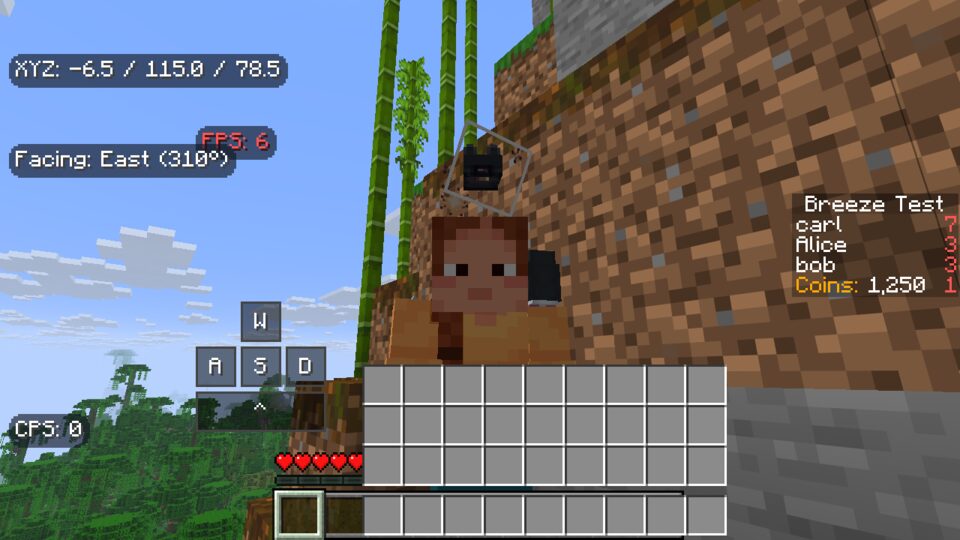 XYZ: -6.5 / 115.0 / 78.5
FPS: 6
Facing: East (310°)
Breeze Test
carl 7
Alice 3
bob 3
Coins: 1,250 1
W
A S D
^
CPS: 0